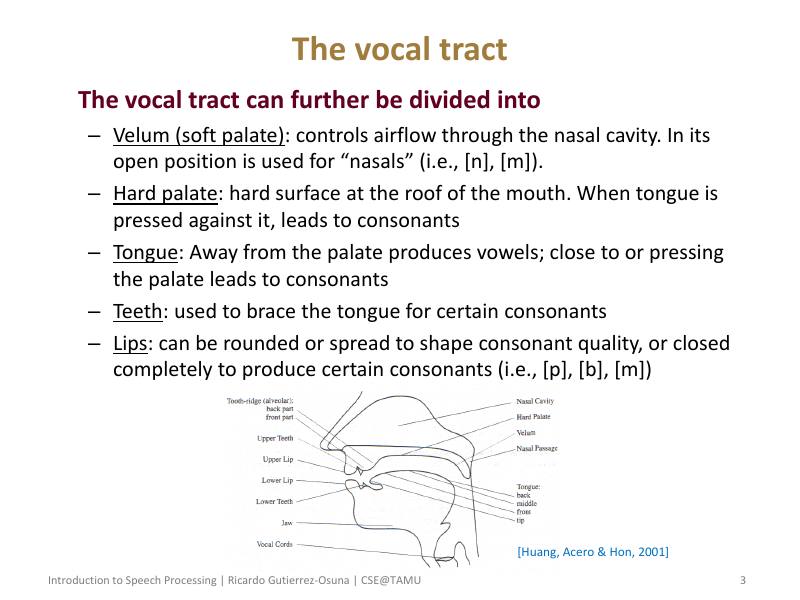 The vocal tract
The vocal tract can further be divided into
– Velum (soft palate): controls airflow through the nasal cavity. In its
open position is used for “nasals” (i.e., [n], [m]).
– Hard palate: hard surface at the roof of the mouth. When tongue is
pressed against it, leads to consonants
– Tongue: Away from the palate produces vowels; close to or pressing
the palate leads to consonants
– Teeth: used to brace the tongue for certain consonants
– Lips: can be rounded or spread to shape consonant quality, or closed
completely to produce certain consonants (i.e., [p], [b], [m])
Tooth-ridge (alveolar):
back part
front part
Upper Teeth
Upper Lip
Lower Lip
Lower Teeth
Jaw
Vocal Cords
Nasal Cavity
Hard Palate
Velum
Nasal Passage
Tongue:
back
middle
front
tip
[Huang, Acero & Hon, 2001]
Introduction to Speech Processing | Ricardo Gutierrez-Osuna | CSE@TAMU
3